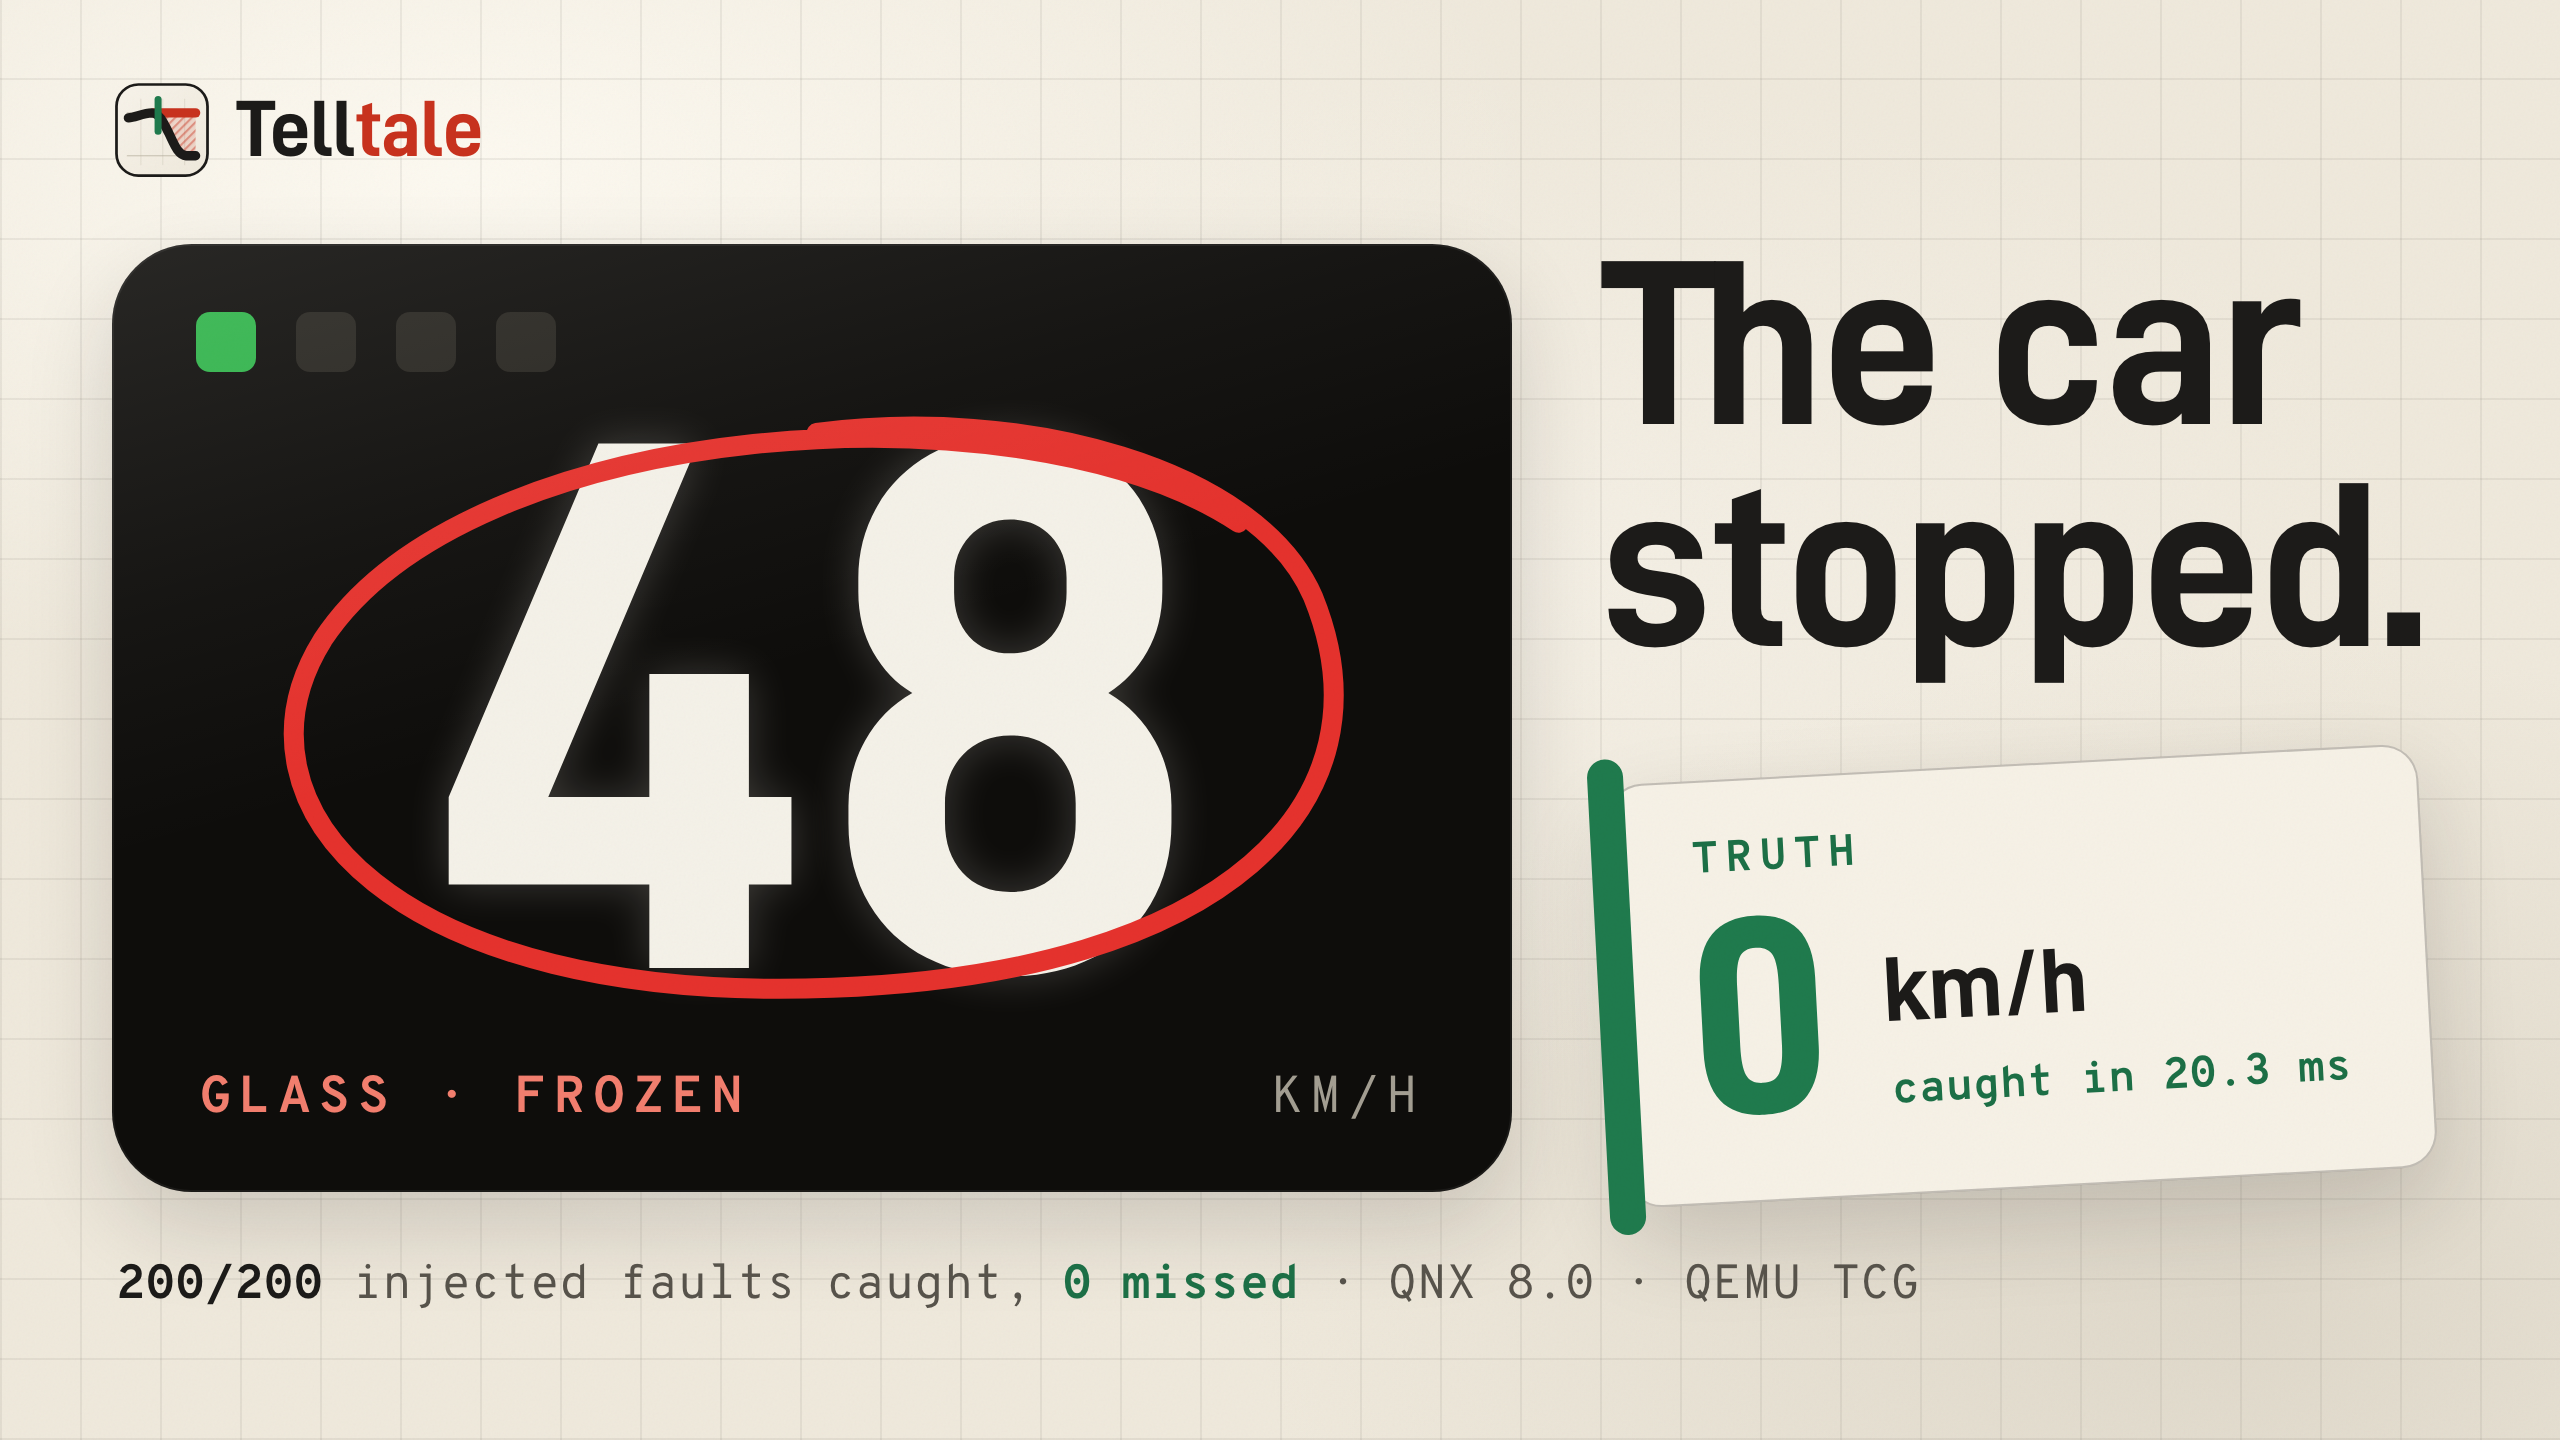 Telltale
48
GLASS · FROZEN
KM/H
The car
stopped.
TRUTH
0 km/h
caught in 20.3 ms
200/200 injected faults caught, 0 missed · QNX 8.0 · QEMU TCG